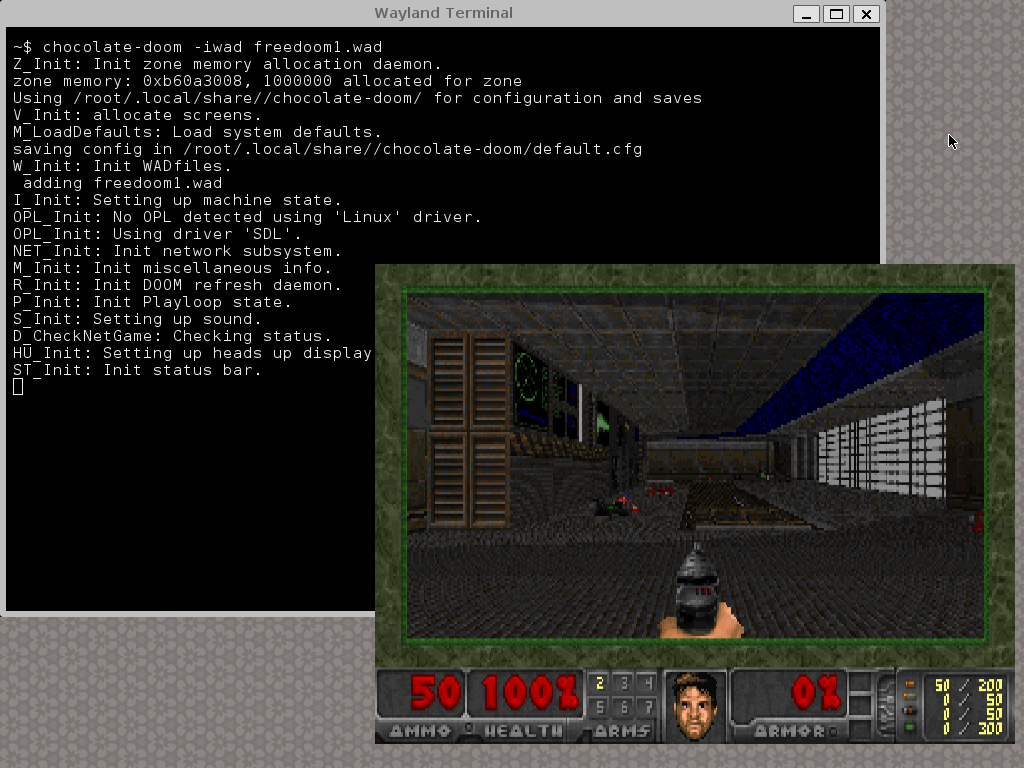 Wayland Terminal
~$ chocolate-doom -iwad freedoom1.wad
Z_Init: Init zone memory allocation daemon.
zone memory: 0xb60a3008, 1000000 allocated for zone
Using /root/.local/share//chocolate-doom/ for configuration and saves
V_Init: allocate screens.
M_LoadDefaults: Load system defaults.
saving config in /root/.local/share//chocolate-doom/default.cfg
W_Init: Init WADfiles.
 adding freedoom1.wad
I_Init: Setting up machine state.
OPL_Init: No OPL detected using 'Linux' driver.
OPL_Init: Using driver 'SDL'.
NET_Init: Init network subsystem.
M_Init: Init miscellaneous info.
R_Init: Init DOOM refresh daemon.
P_Init: Init Playloop state.
S_Init: Setting up sound.
D_CheckNetGame: Checking status.
HU_Init: Setting up heads up display
ST_Init: Init status bar.
50 100% 2 3 4 0% 50 / 200
0 / 50
5 6 7 0 / 50
AMMO HEALTH ARMS ARMOR 0 / 300